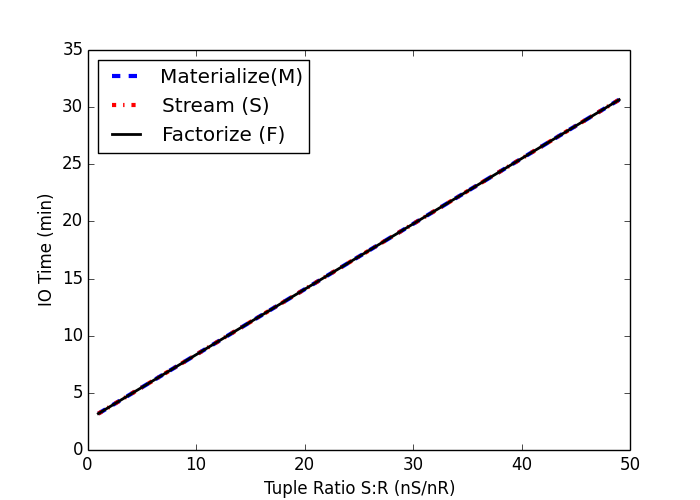 35
30
25
20
15
10
5
0
IO Time (min)
Materialize(M)
Stream (S)
Factorize (F)
0 10 20 30 40 50
Tuple Ratio S:R (nS/nR)